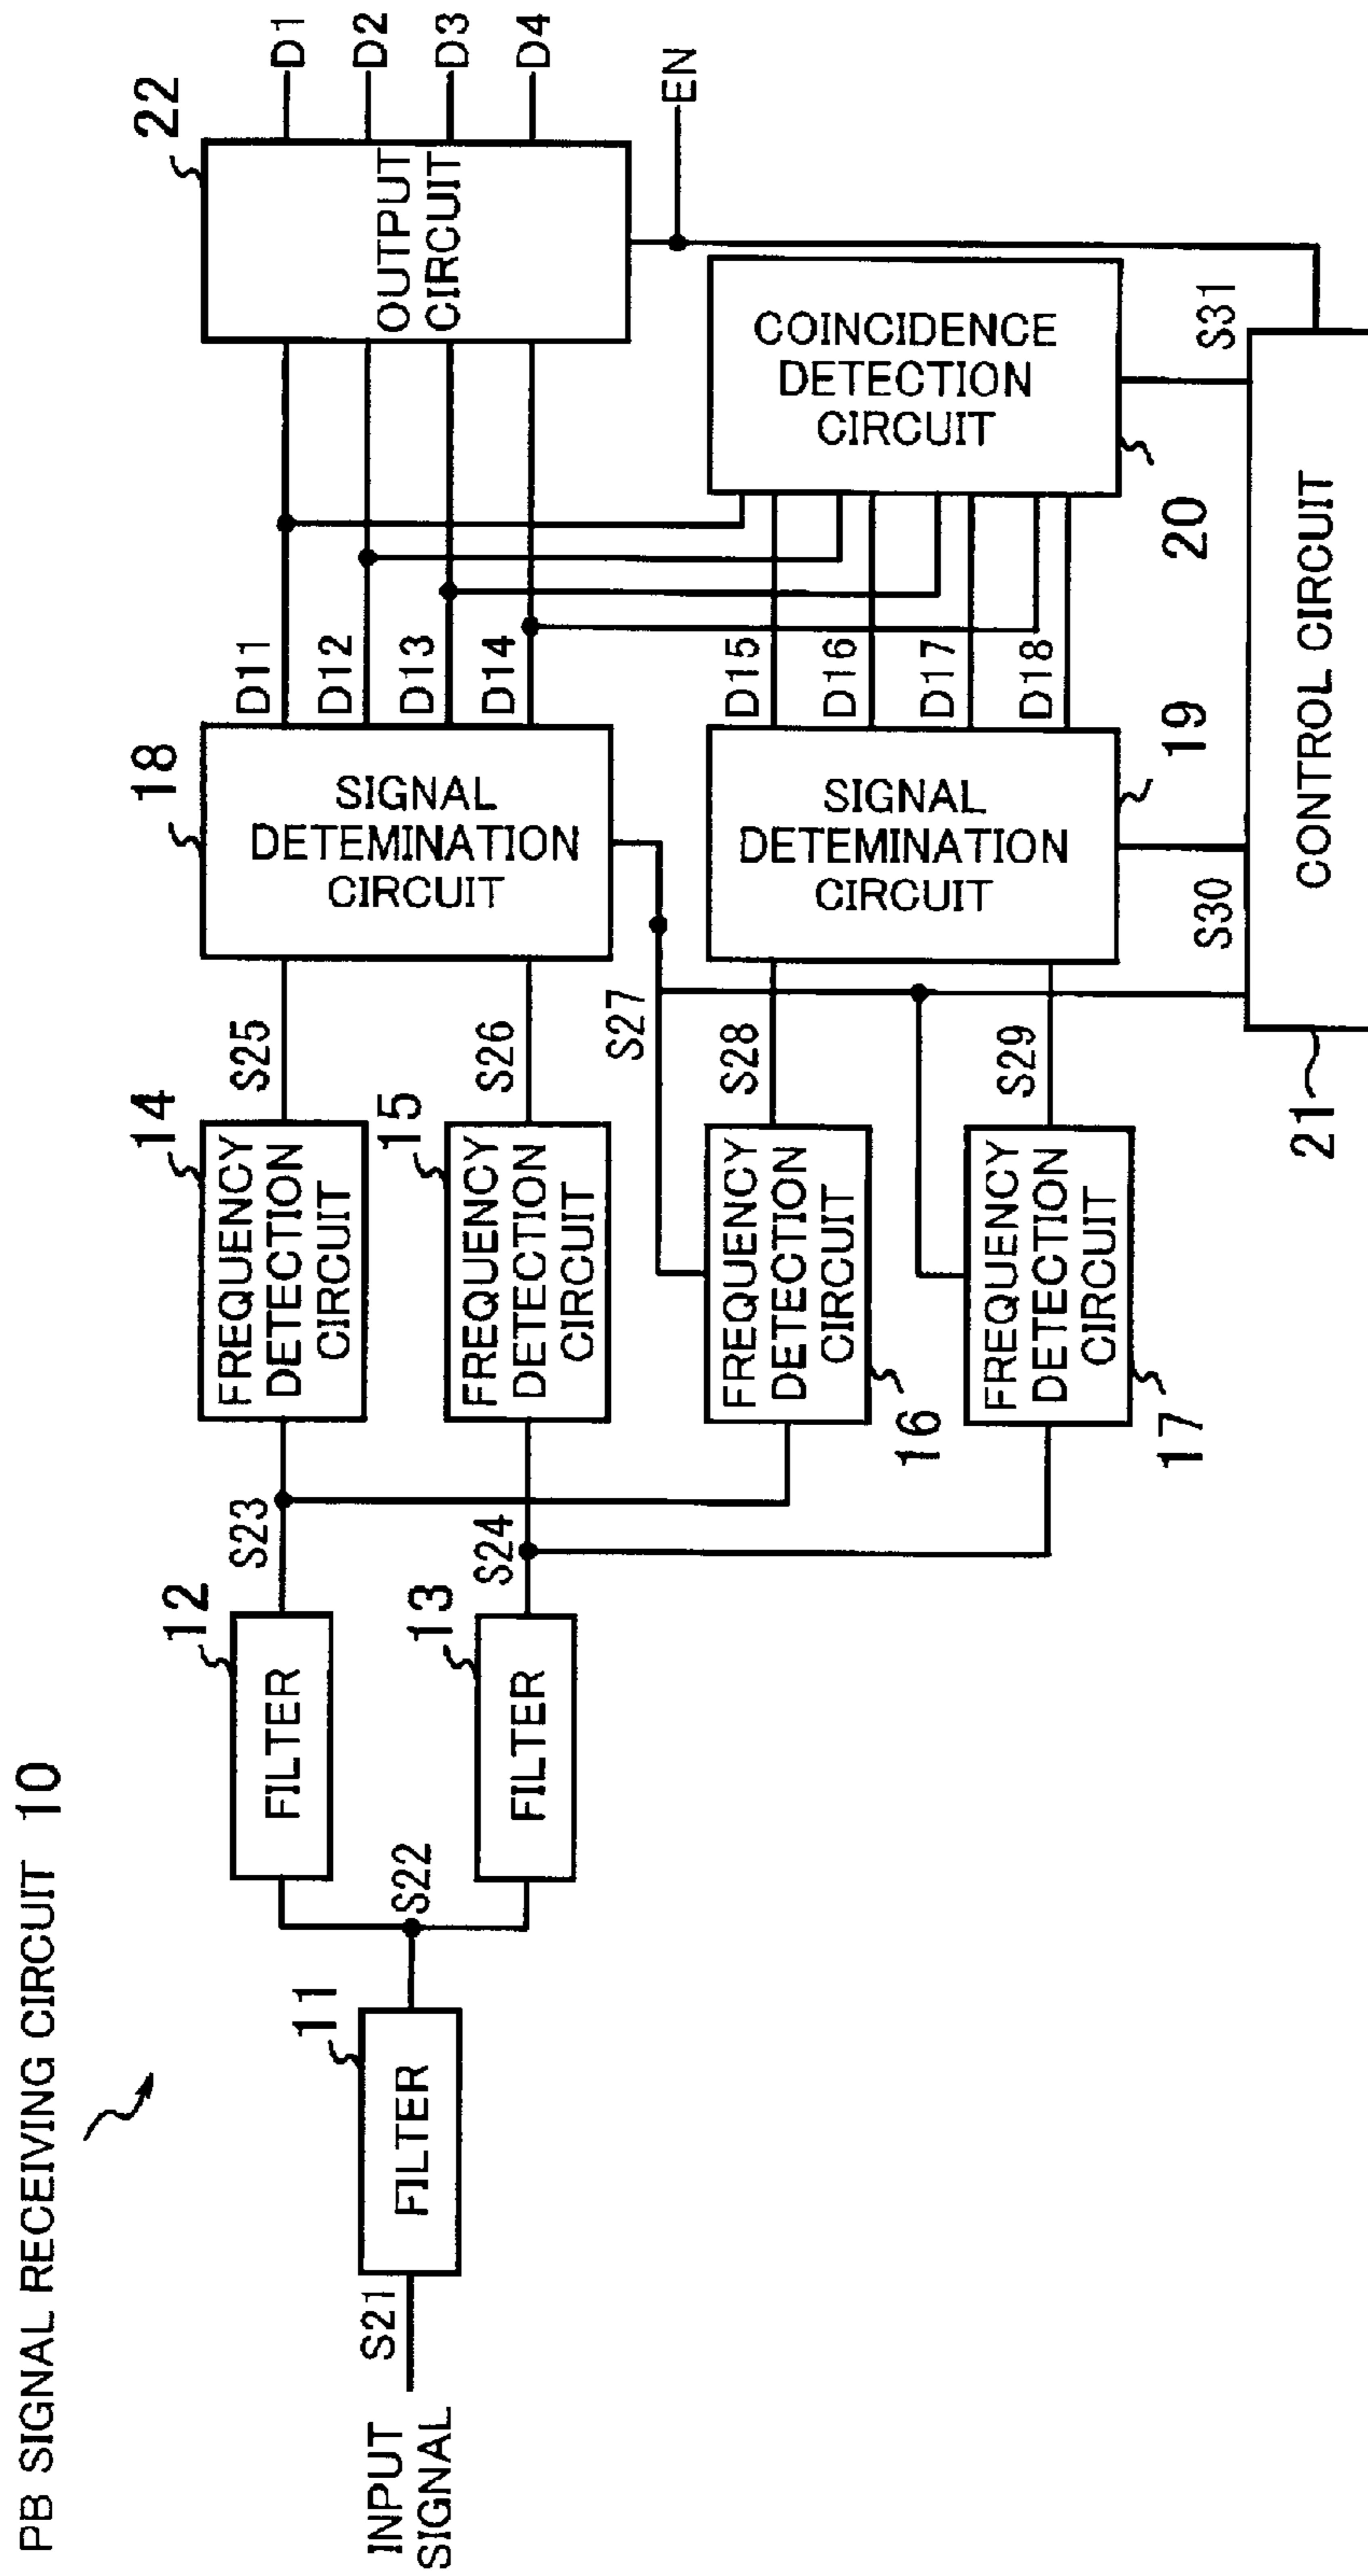 PB SIGNAL RECEIVING CIRCUIT 10
INPUT
SIGNAL
S21
11
FILTER
S22
12
FILTER
13
FILTER
S23
S24
14
FREQUENCY
DETECTION
CIRCUIT
15
FREQUENCY
DETECTION
CIRCUIT
16
FREQUENCY
DETECTION
CIRCUIT
17
FREQUENCY
DETECTION
CIRCUIT
S25
S26
S27
S28
S29
18
SIGNAL
DETEMINATION
CIRCUIT
19
SIGNAL
DETEMINATION
CIRCUIT
D11
D12
D13
D14
D15
D16
D17
D18
20
COINCIDENCE
DETECTION
CIRCUIT
22
OUTPUT
CIRCUIT
D1
D2
D3
D4
EN
S30
S31
21
CONTROL CIRCUIT